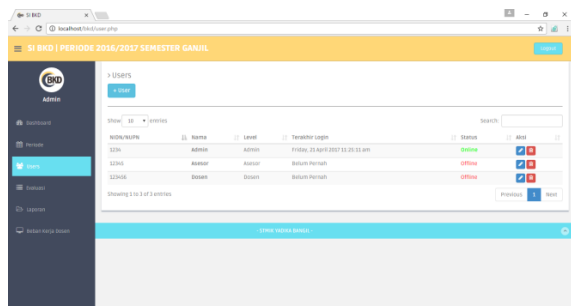 SI BKD
localhost/bkd/user.php
SI BKD | PERIODE 2016/2017 SEMESTER GANJIL
Logout
BKD
Admin
Dashboard
Periode
Users
Evaluasi
Laporan
Beban Kerja Dosen
> Users
+ User
Show 10 entries
Search:
NIDN/NUPN Nama Level Terakhir Login Status Aksi
1234 Admin Admin Friday, 21 April 2017 11:25:11 am Online
12345 Asesor Asesor Belum Pernah Offline
123456 Dosen Dosen Belum Pernah Offline
Showing 1 to 3 of 3 entries
Previous 1 Next